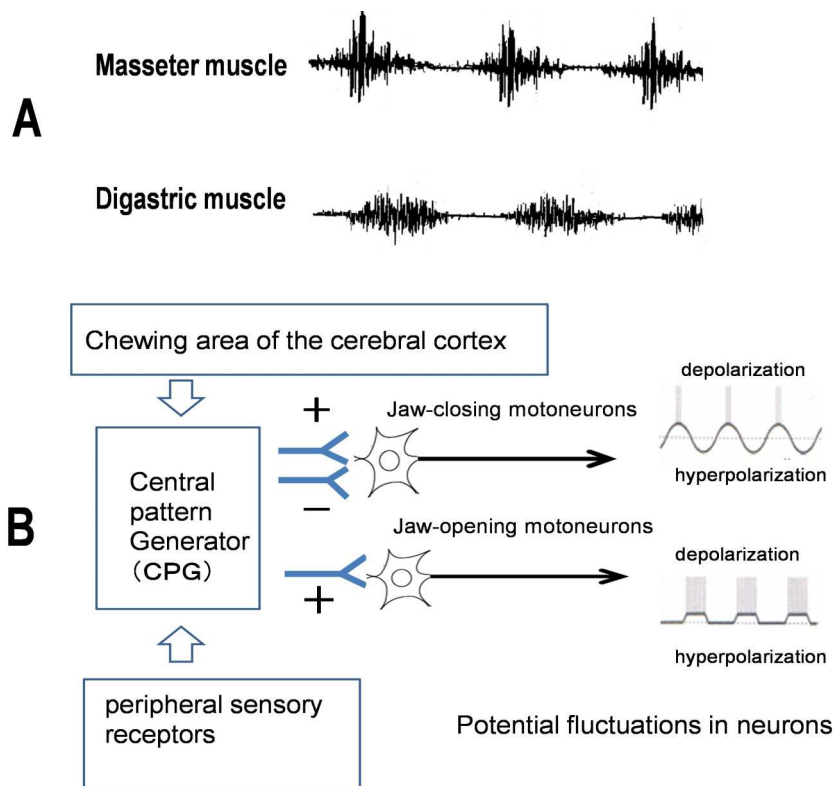 Masseter muscle
A
Digastric muscle
Chewing area of the cerebral cortex
depolarization
+
Jaw-closing motoneurons
Central
pattern
Generator
（CPG）
hyperpolarization
−
B
Jaw-opening motoneurons
depolarization
+
hyperpolarization
peripheral sensory
receptors
Potential fluctuations in neurons